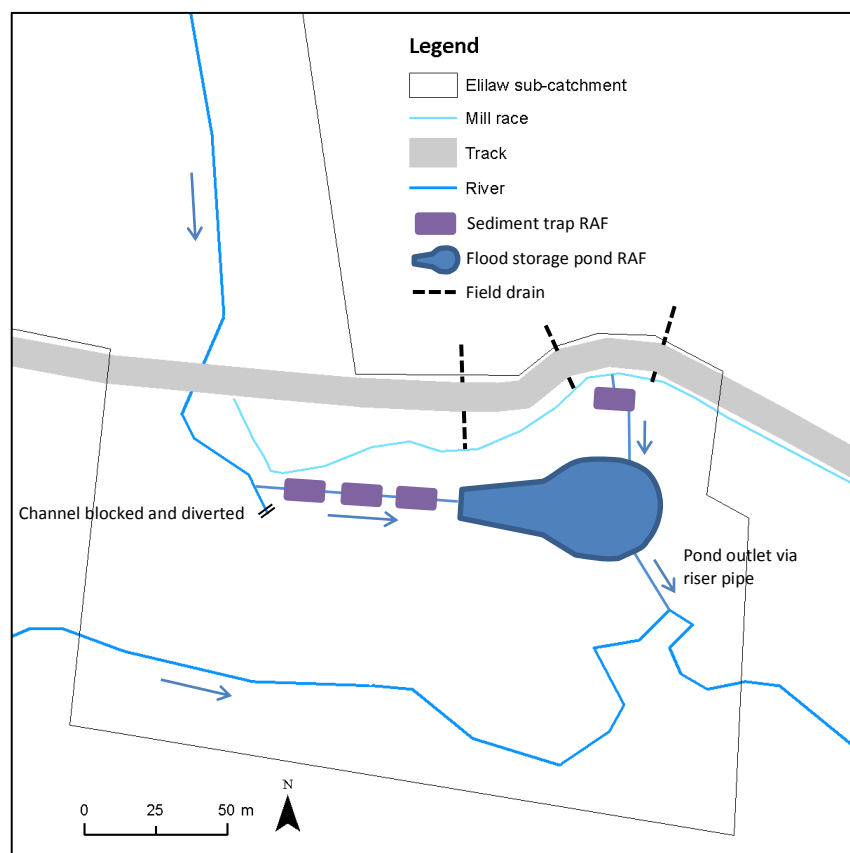 Legend
Elilaw sub-catchment
Mill race
Track
River
Sediment trap RAF
Flood storage pond RAF
Field drain
Channel blocked and diverted
Pond outlet via
riser pipe
N
0 25 50 m